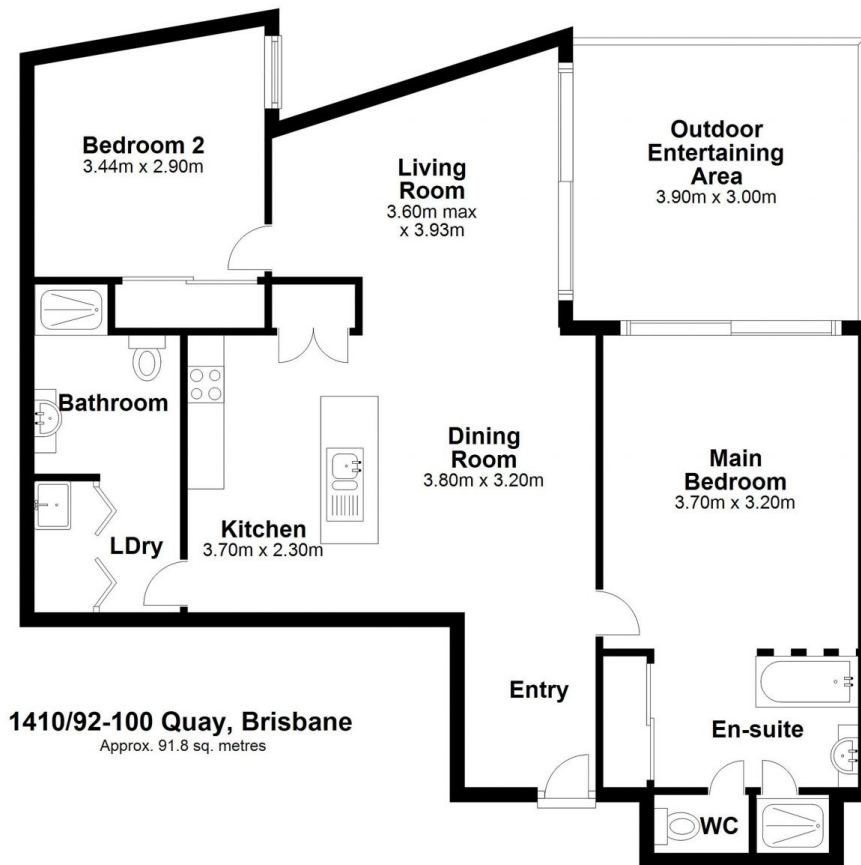 Bedroom 2
3.44m x 2.90m
Living
Room
3.60m max
x 3.93m
Outdoor
Entertaining
Area
3.90m x 3.00m
Bathroom
Dining
Room
3.80m x 3.20m
Main
Bedroom
3.70m x 3.20m
Kitchen
3.70m x 2.30m
LDry
Entry
En-suite
WC
1410/92-100 Quay, Brisbane
Approx. 91.8 sq. metres